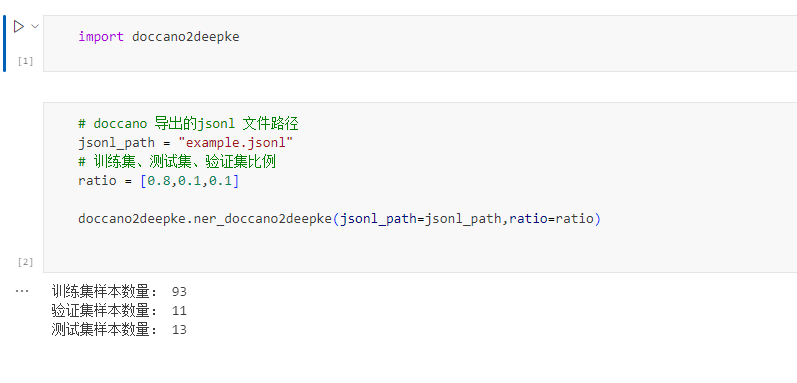 import doccano2deepke
[1]
# doccano 导出的jsonl 文件路径
jsonl_path = "example.jsonl"
# 训练集、测试集、验证集比例
ratio = [0.8,0.1,0.1]
doccano2deepke.ner_doccano2deepke(jsonl_path=jsonl_path,ratio=ratio)
[2]
... 训练集样本数量: 93
验证集样本数量: 11
测试集样本数量: 13